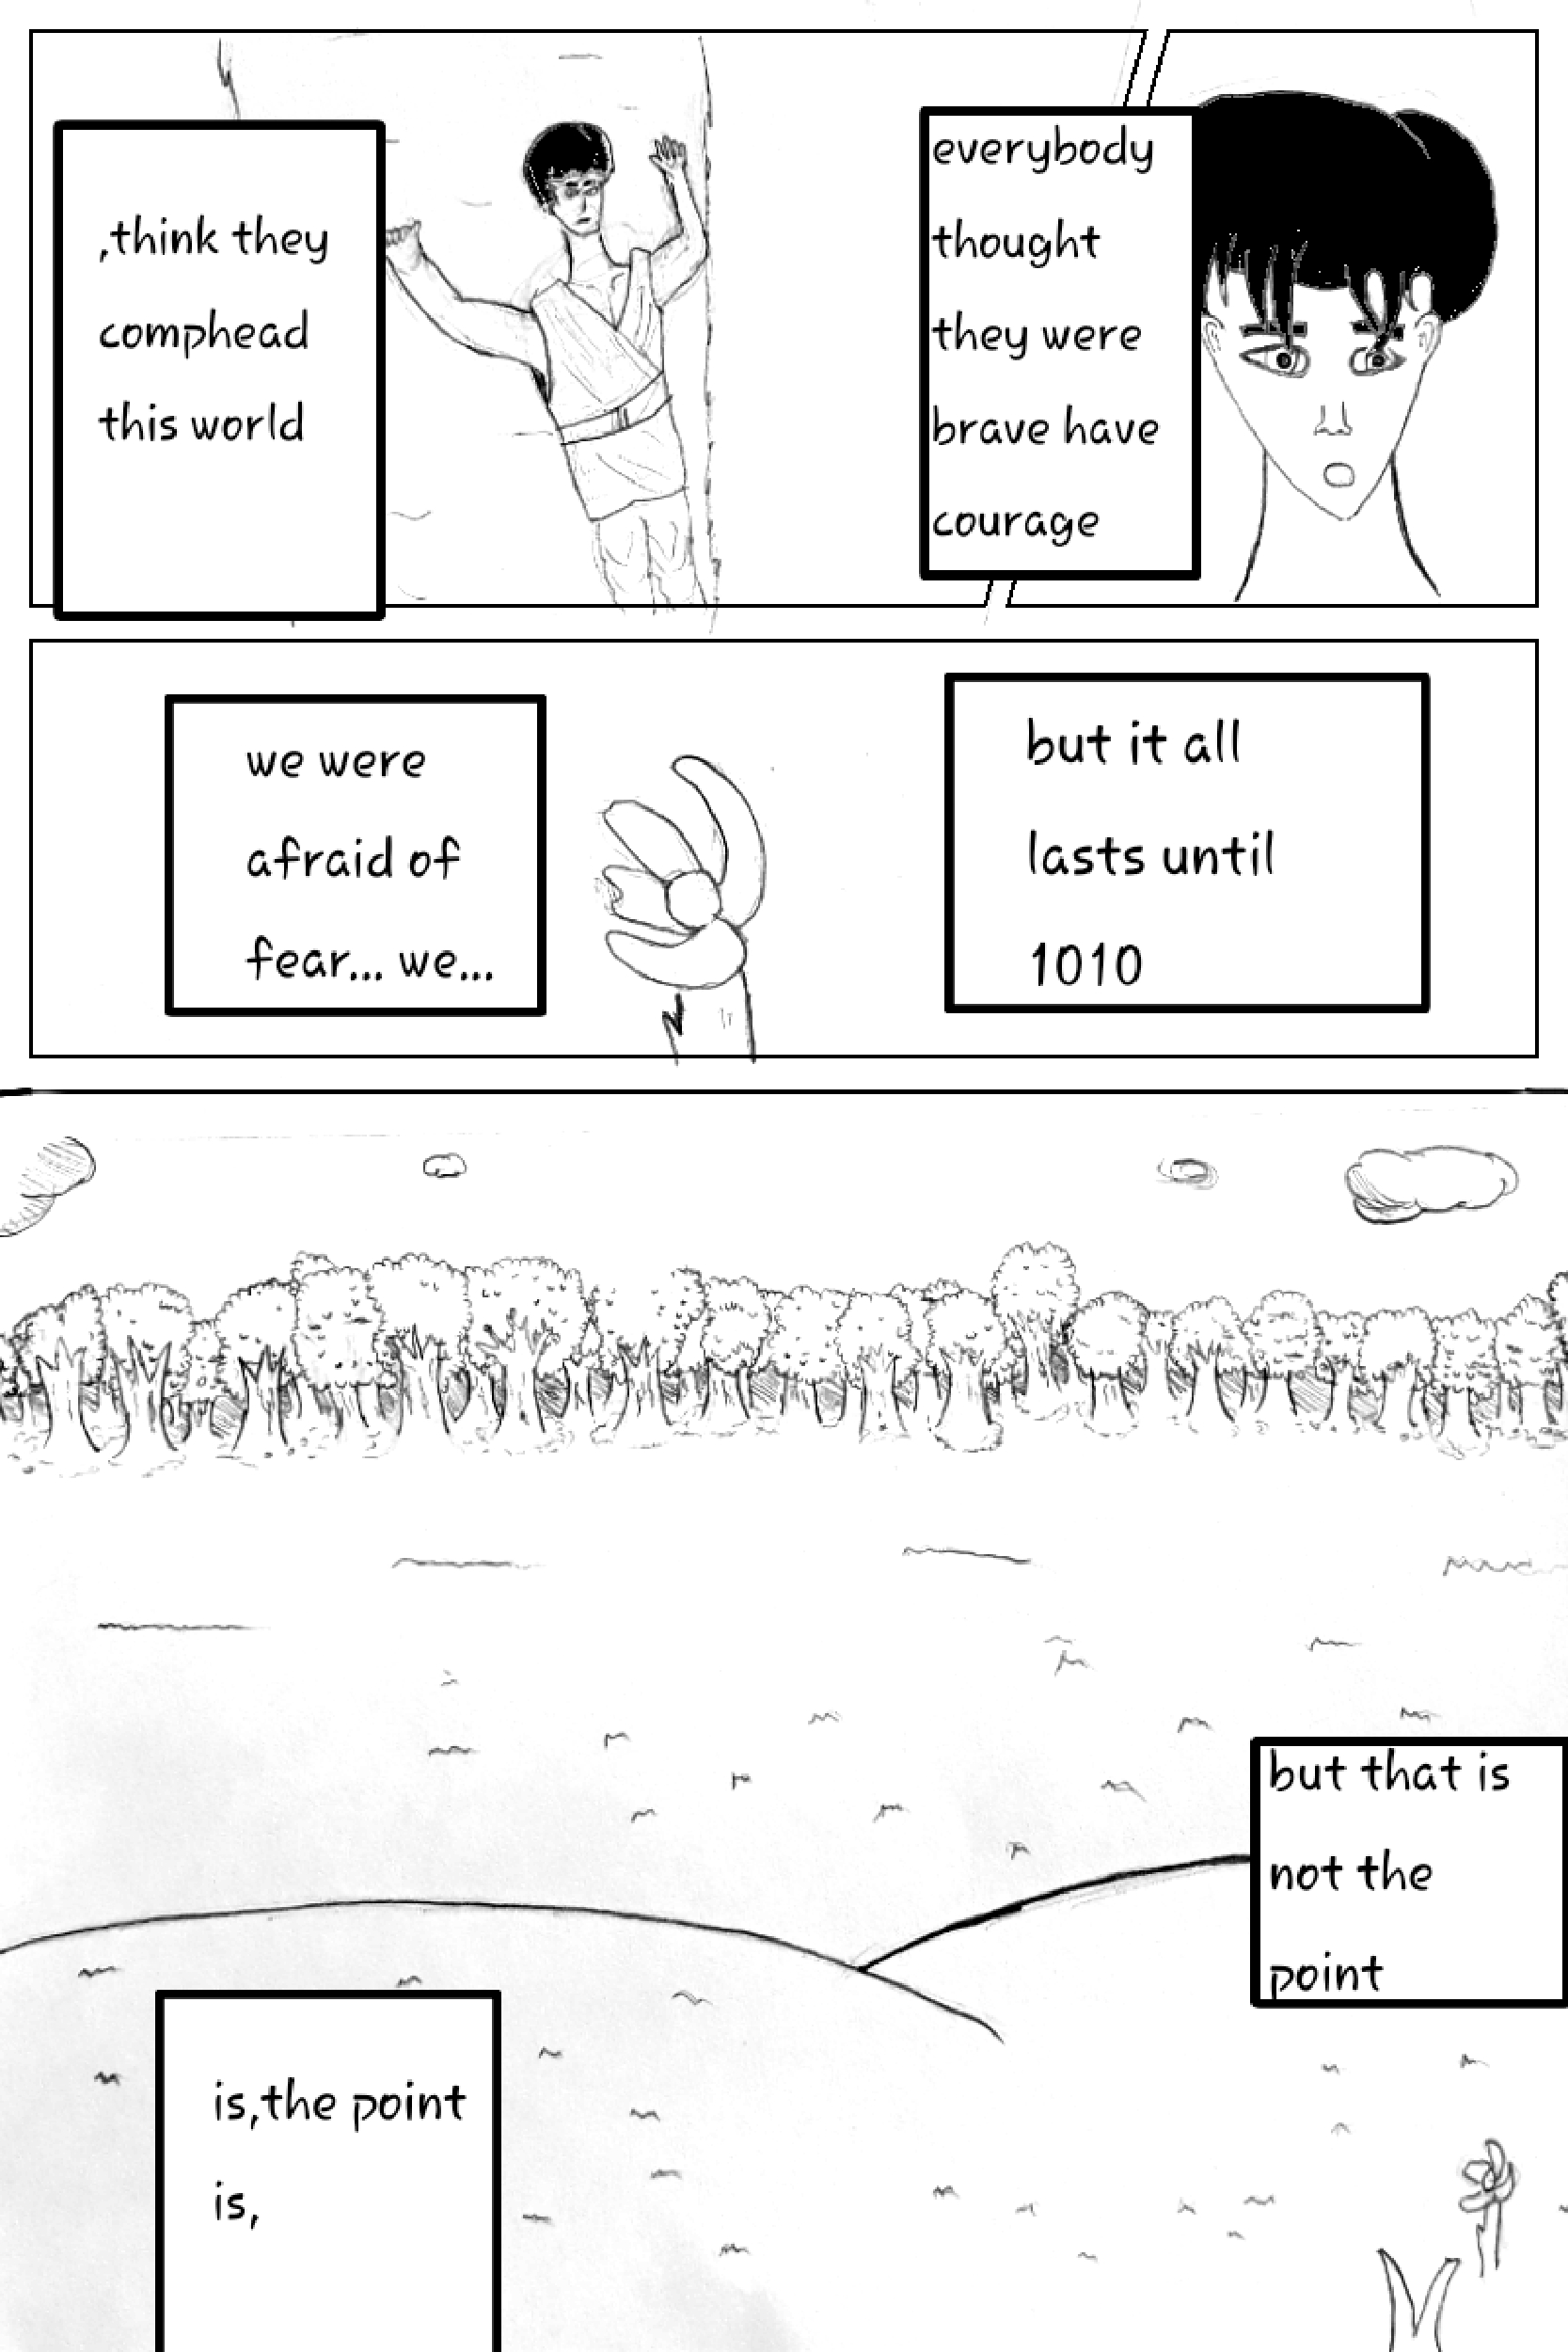 everybody
thought
they were
brave have
courage
,think they
comphead
this world
but it all
lasts until
1010
we were
afraid of
fear... we...
but that is
not the
point
is,the point
is,